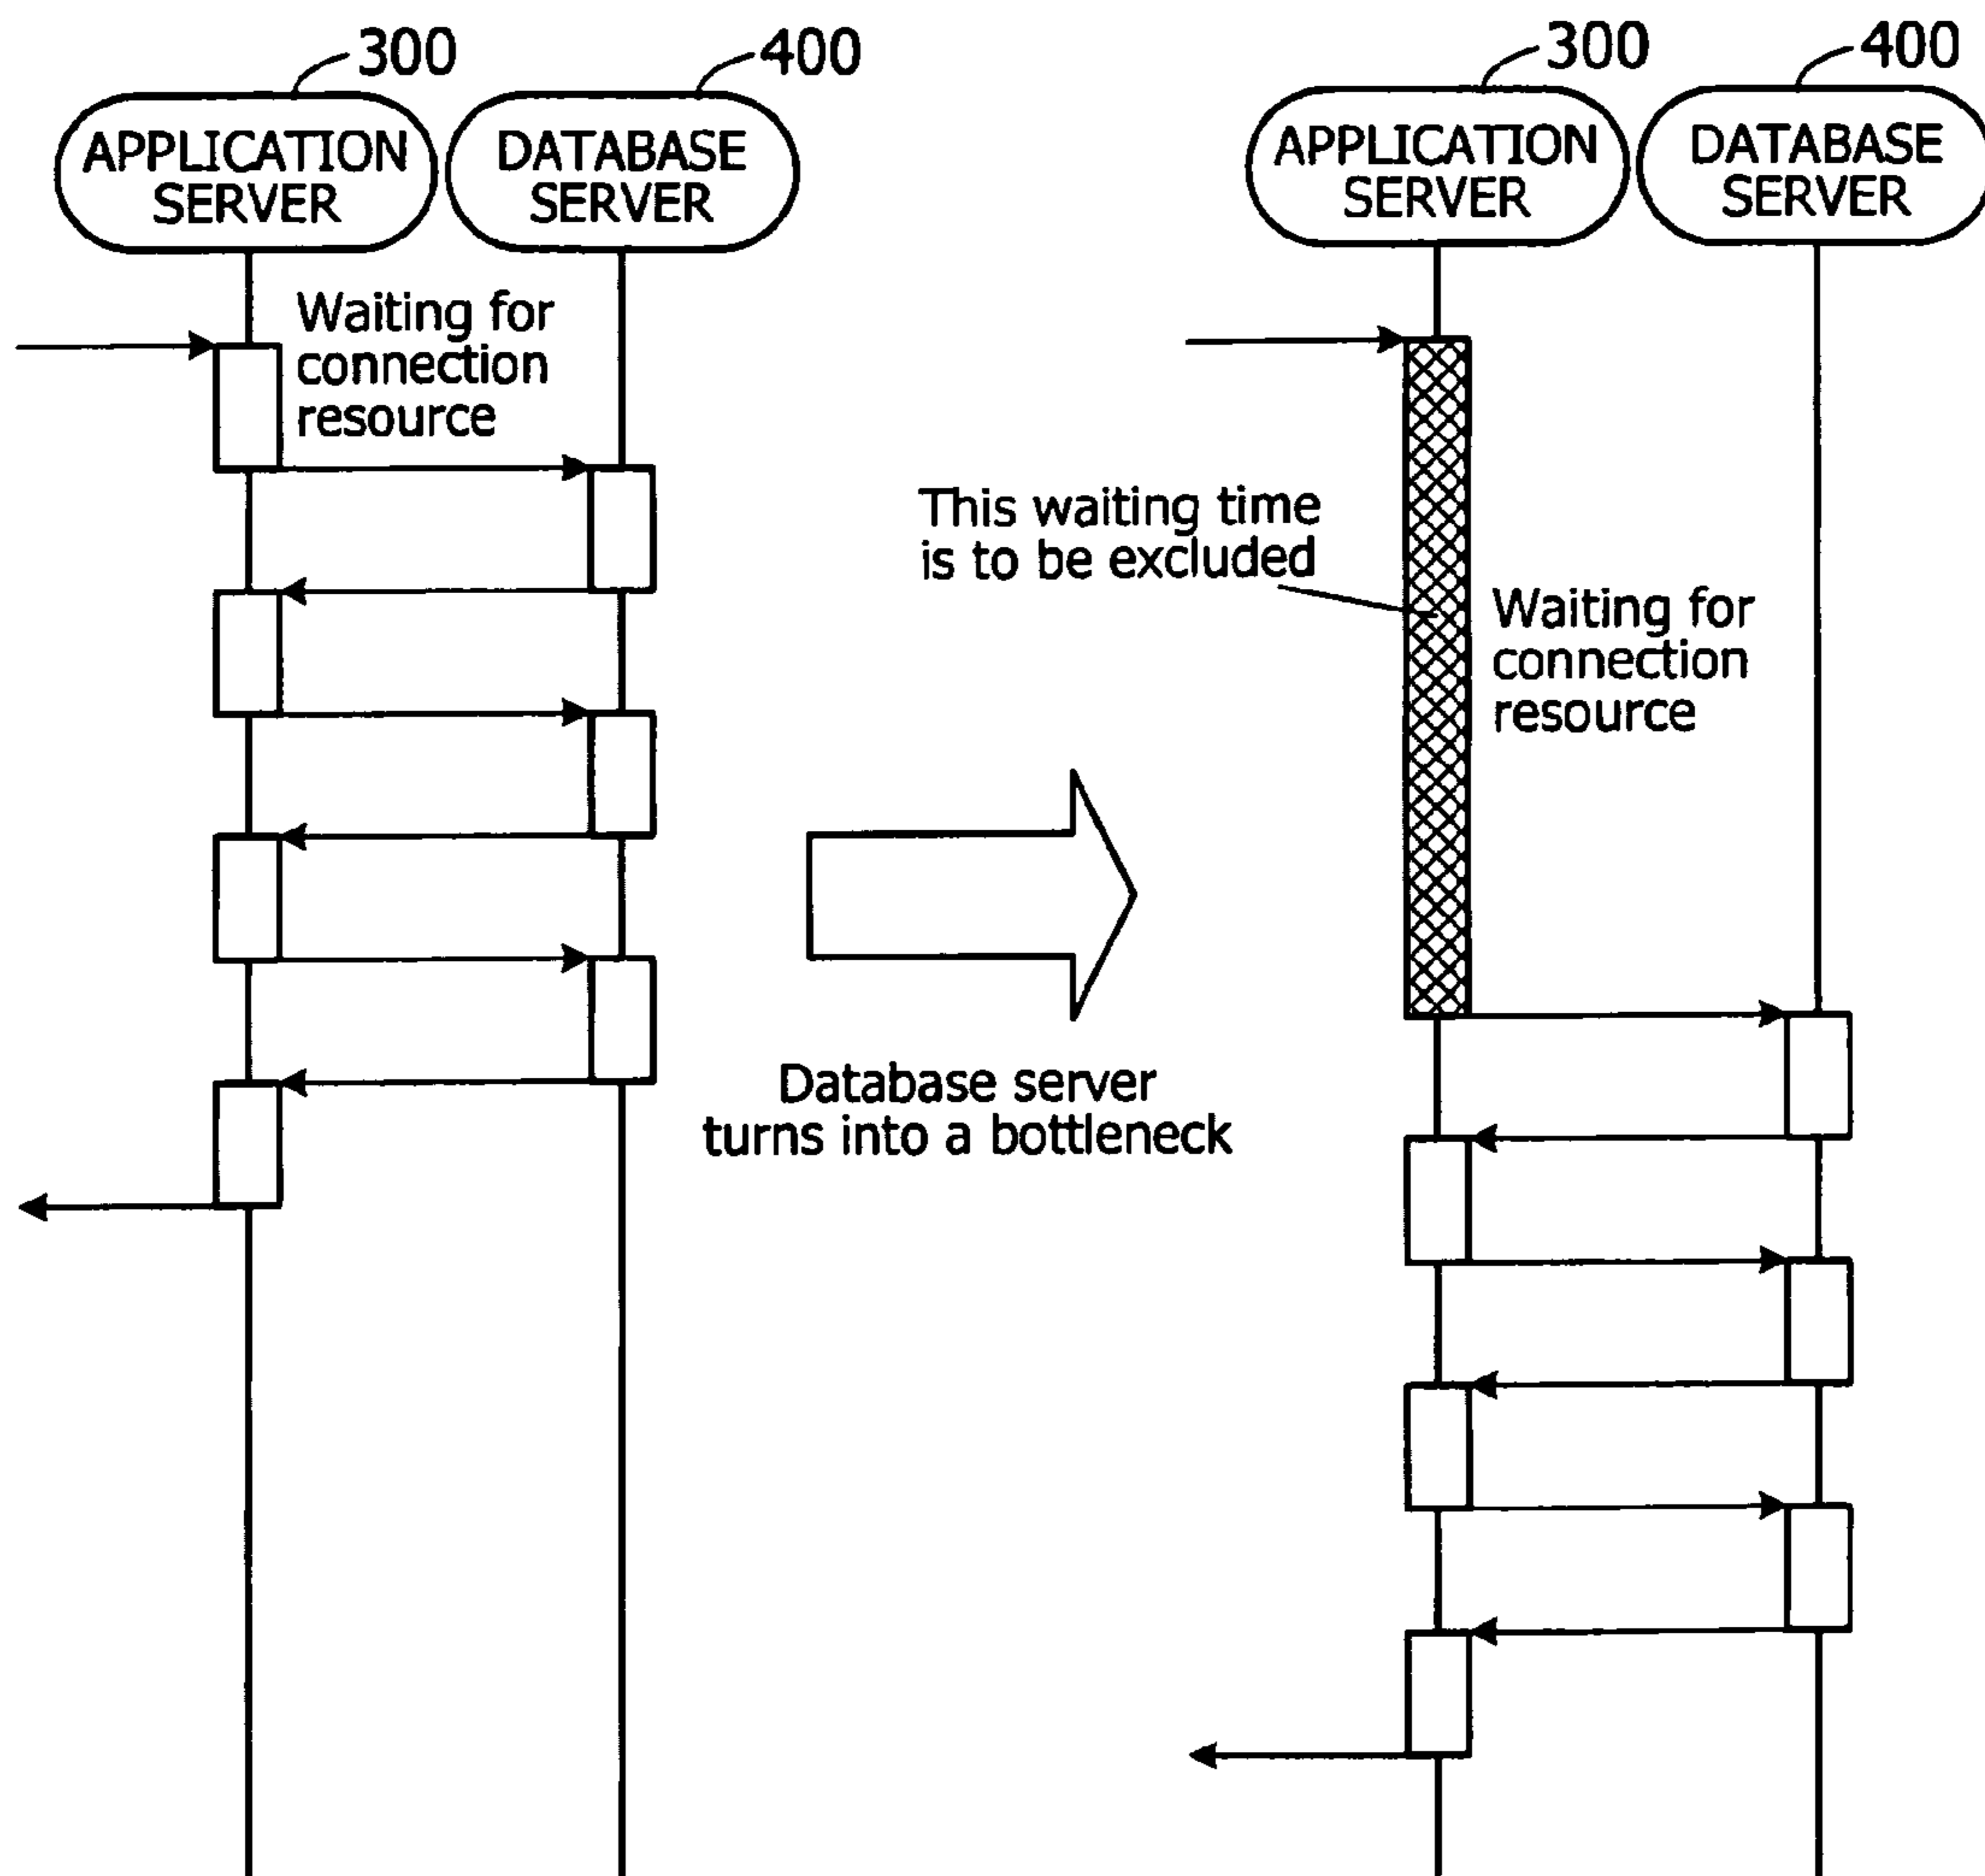 300
400
APPLICATION
SERVER
DATABASE
SERVER
Waiting for
connection
resource
Database server
turns into a bottleneck
300
400
APPLICATION
SERVER
DATABASE
SERVER
This waiting time
is to be excluded
Waiting for
connection
resource